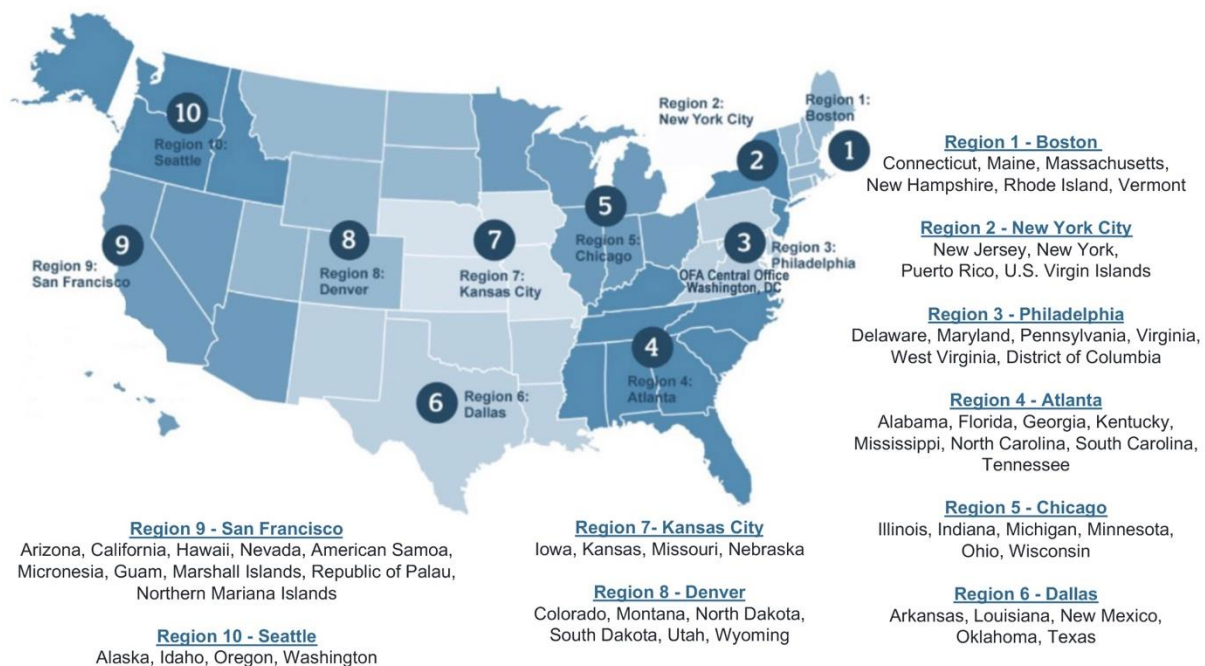 10
Region 10:
Seattle
9
Region 9:
San Francisco
8
Region 8:
Denver
7
Region 7:
Kansas City
6
Region 6:
Dallas
5
Region 5:
Chicago
4
Region 4:
Atlanta
3
Region 3:
Philadelphia
OFA Central Office
Washington, DC
Region 2:
New York City
2
Region 1:
Boston
1
Region 1 - Boston
Connecticut, Maine, Massachusetts,
New Hampshire, Rhode Island, Vermont
Region 2 - New York City
New Jersey, New York,
Puerto Rico, U.S. Virgin Islands
Region 3 - Philadelphia
Delaware, Maryland, Pennsylvania, Virginia,
West Virginia, District of Columbia
Region 4 - Atlanta
Alabama, Florida, Georgia, Kentucky,
Mississippi, North Carolina, South Carolina,
Tennessee
Region 5 - Chicago
Illinois, Indiana, Michigan, Minnesota,
Ohio, Wisconsin
Region 6 - Dallas
Arkansas, Louisiana, New Mexico,
Oklahoma, Texas
Region 7- Kansas City
Iowa, Kansas, Missouri, Nebraska
Region 8 - Denver
Colorado, Montana, North Dakota,
South Dakota, Utah, Wyoming
Region 9 - San Francisco
Arizona, California, Hawaii, Nevada, American Samoa,
Micronesia, Guam, Marshall Islands, Republic of Palau,
Northern Mariana Islands
Region 10 - Seattle
Alaska, Idaho, Oregon, Washington